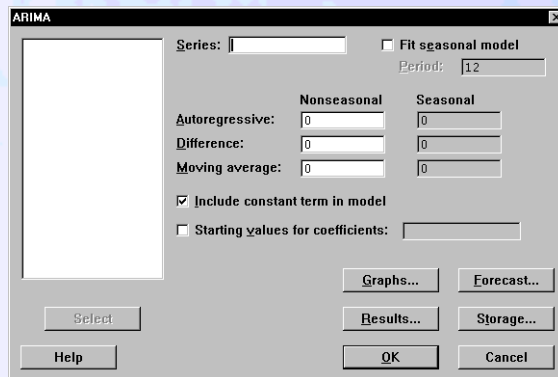 ARIMA
Series:
Fit seasonal model
Period: 12
Nonseasonal Seasonal
Autoregressive: 0 0
Difference: 0 0
Moving average: 0 0
Include constant term in model
Starting values for coefficients:
Graphs... Forecast...
Select Results... Storage...
Help OK Cancel